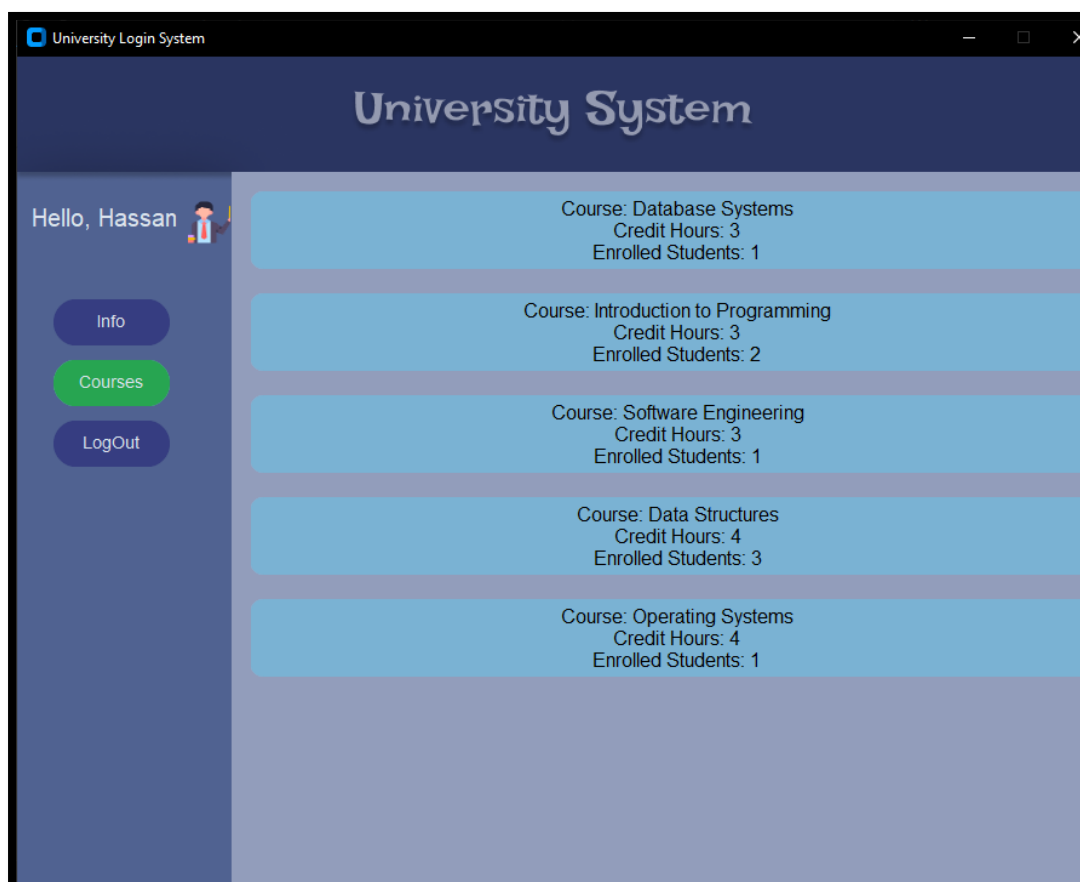 University Login System
University System
Hello, Hassan
Info
Courses
LogOut
Course: Database Systems
Credit Hours: 3
Enrolled Students: 1
Course: Introduction to Programming
Credit Hours: 3
Enrolled Students: 2
Course: Software Engineering
Credit Hours: 3
Enrolled Students: 1
Course: Data Structures
Credit Hours: 4
Enrolled Students: 3
Course: Operating Systems
Credit Hours: 4
Enrolled Students: 1